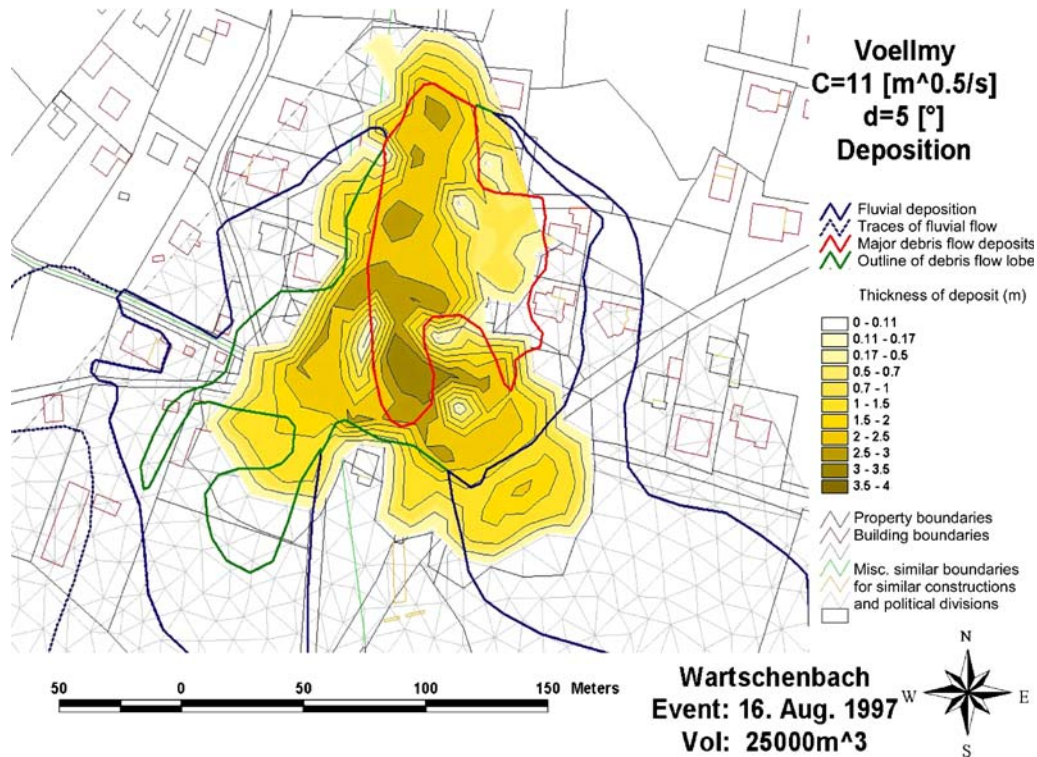 Voellmy
C=11 [m^0.5/s]
d=5 [°]
Deposition
Fluvial deposition
Traces of fluvial flow
Major debris flow deposits
Outline of debris flow lobe
Thickness of deposit (m)
0 - 0.11
0.11 - 0.17
0.17 - 0.5
0.5 - 0.7
0.7 - 1
1 - 1.5
1.5 - 2
2 - 2.5
2.5 - 3
3 - 3.5
3.5 - 4
Property boundaries
Building boundaries
Misc. similar boundaries
for similar constructions
and political divisions
50 0 50 100 150 Meters
Wartschenbach
Event: 16. Aug. 1997
Vol: 25000m^3
N
W E
S